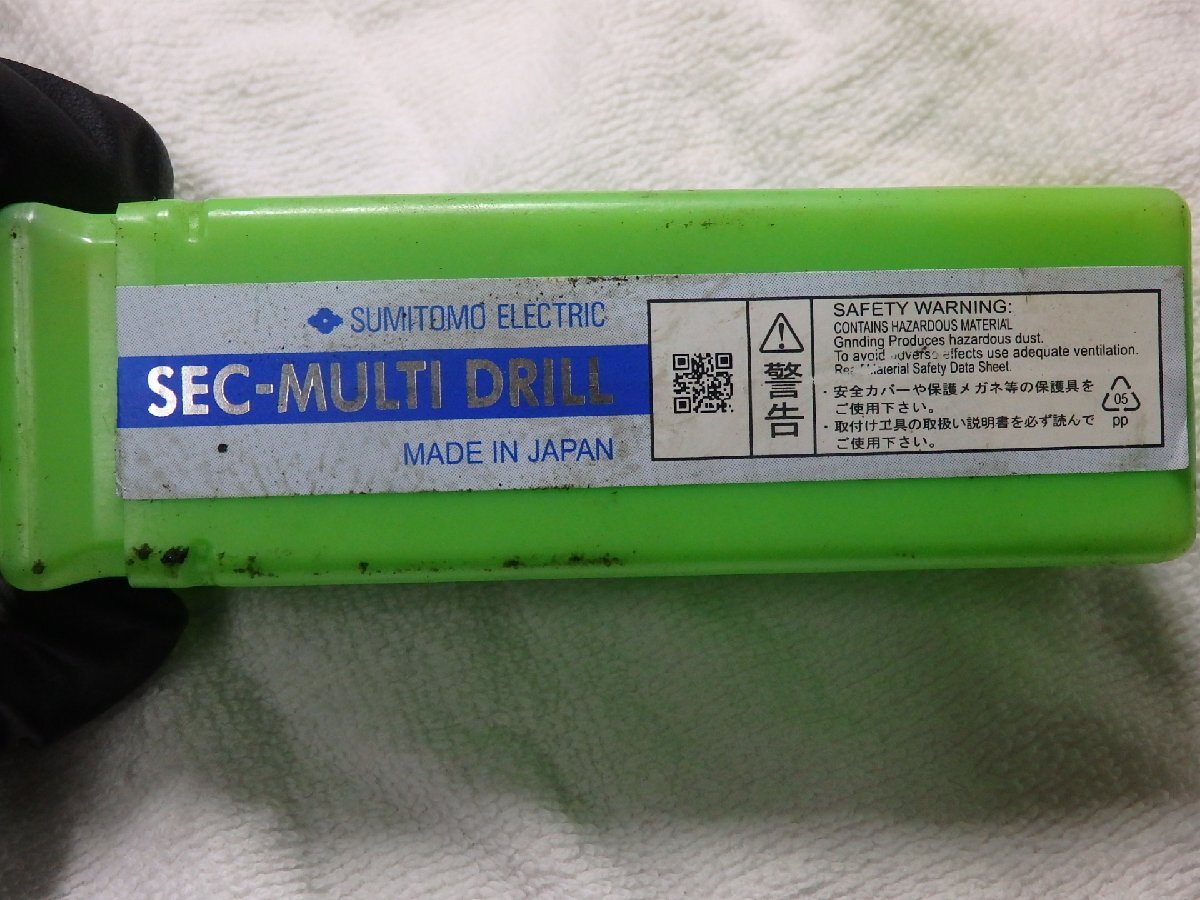 SUMITOMO ELECTRIC
SEC-MULTI DRILL
MADE IN JAPAN
警告
SAFETY WARNING:
CONTAINS HAZARDOUS MATERIAL
Grinding Produces hazardous dust.
To avoid adverse effects use adequate ventilation.
Material Safety Data Sheet.
・安全カバーや保護メガネ等の保護具を
ご使用下さい。
・取付け工具の取扱い説明書を必ず読んで
ご使用下さい。
05
PP